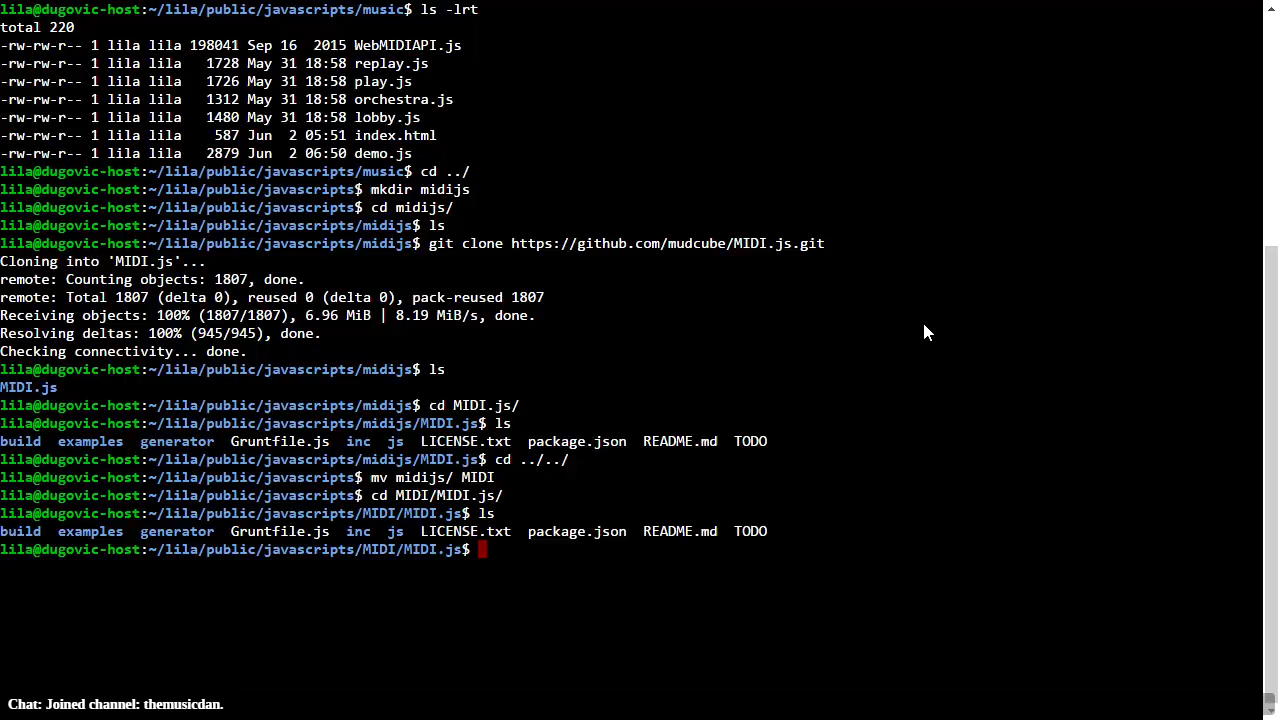 lila@dugovic-host:~/lila/public/javascripts/music$ ls -lrt
total 220
-rw-rw-r-- 1 lila lila 198041 Sep 16  2015 WebMIDIAPI.js
-rw-rw-r-- 1 lila lila   1728 May 31 18:58 replay.js
-rw-rw-r-- 1 lila lila   1726 May 31 18:58 play.js
-rw-rw-r-- 1 lila lila   1312 May 31 18:58 orchestra.js
-rw-rw-r-- 1 lila lila   1480 May 31 18:58 lobby.js
-rw-rw-r-- 1 lila lila    587 Jun  2 05:51 index.html
-rw-rw-r-- 1 lila lila   2879 Jun  2 06:50 demo.js
lila@dugovic-host:~/lila/public/javascripts/music$ cd ../
lila@dugovic-host:~/lila/public/javascripts$ mkdir midijs
lila@dugovic-host:~/lila/public/javascripts$ cd midijs/
lila@dugovic-host:~/lila/public/javascripts/midijs$ ls
lila@dugovic-host:~/lila/public/javascripts/midijs$ git clone https://github.com/mudcube/MIDI.js.git
Cloning into 'MIDI.js'...
remote: Counting objects: 1807, done.
remote: Total 1807 (delta 0), reused 0 (delta 0), pack-reused 1807
Receiving objects: 100% (1807/1807), 6.96 MiB | 8.19 MiB/s, done.
Resolving deltas: 100% (945/945), done.
Checking connectivity... done.
lila@dugovic-host:~/lila/public/javascripts/midijs$ ls
MIDI.js
lila@dugovic-host:~/lila/public/javascripts/midijs$ cd MIDI.js/
lila@dugovic-host:~/lila/public/javascripts/midijs/MIDI.js$ ls
build  examples  generator  Gruntfile.js  inc  js  LICENSE.txt  package.json  README.md  TODO
lila@dugovic-host:~/lila/public/javascripts/midijs/MIDI.js$ cd ../../
lila@dugovic-host:~/lila/public/javascripts$ mv midijs/ MIDI
lila@dugovic-host:~/lila/public/javascripts$ cd MIDI/MIDI.js/
lila@dugovic-host:~/lila/public/javascripts/MIDI/MIDI.js$ ls
build  examples  generator  Gruntfile.js  inc  js  LICENSE.txt  package.json  README.md  TODO
lila@dugovic-host:~/lila/public/javascripts/MIDI/MIDI.js$
Chat: Joined channel: themusicdan.